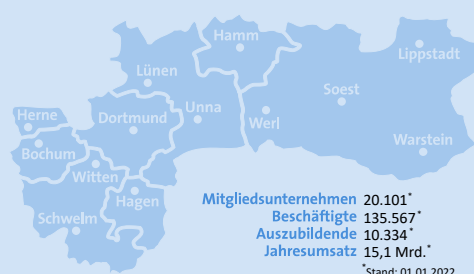 Hamm
Lippstadt
Lünen
Soest
Unna
Herne
Dortmund
Werl
Warstein
Bochum
Witten
Hagen
Schwelm
Mitgliedsunternehmen 20.101*
Beschäftigte 135.567*
Auszubildende 10.334*
Jahresumsatz 15,1 Mrd.*
*Stand: 01.01.2022